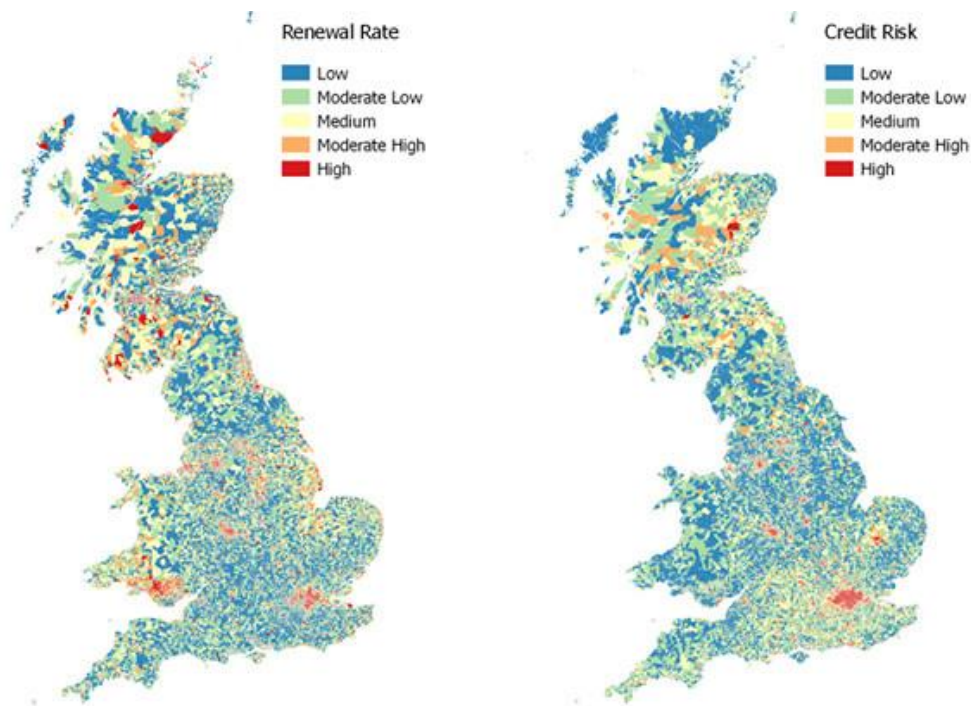 Renewal Rate
Low
Moderate Low
Medium
Moderate High
High
Credit Risk
Low
Moderate Low
Medium
Moderate High
High